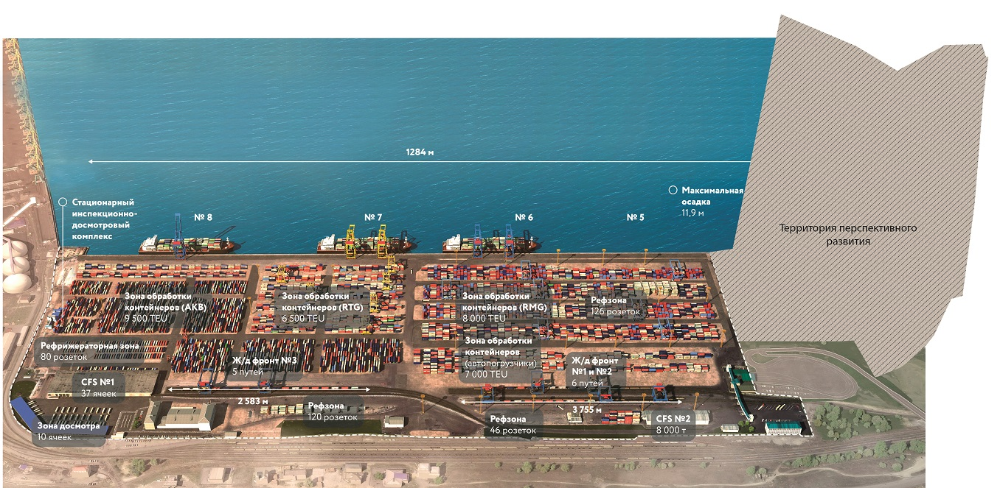 1284 м
Стационарный
инспекционно-
досмотровый
комплекс
Максимальная
осадка
11,9 м
№ 8
№ 7
№ 6
№ 5
Территория перспективного
развития
Зона обработки
контейнеров (АКВ)
9 500 TEU
Зона обработки
контейнеров (RTG)
6 500 TEU
Зона обработки
контейнеров (RMG)
8 000 TEU
Рефзона
126 розеток
Рефрижераторная зона
80 розеток
Зона обработки
контейнеров
(автопогрузчики)
7 000 TEU
Ж/д фронт №3
5 путей
Ж/д фронт
№1 и №2
6 путей
CFS №1
37 ячеек
2 583 м
Рефзона
120 розеток
3 755 м
Рефзона
46 розеток
CFS №2
8 000 т
Зона досмотра
10 ячеек